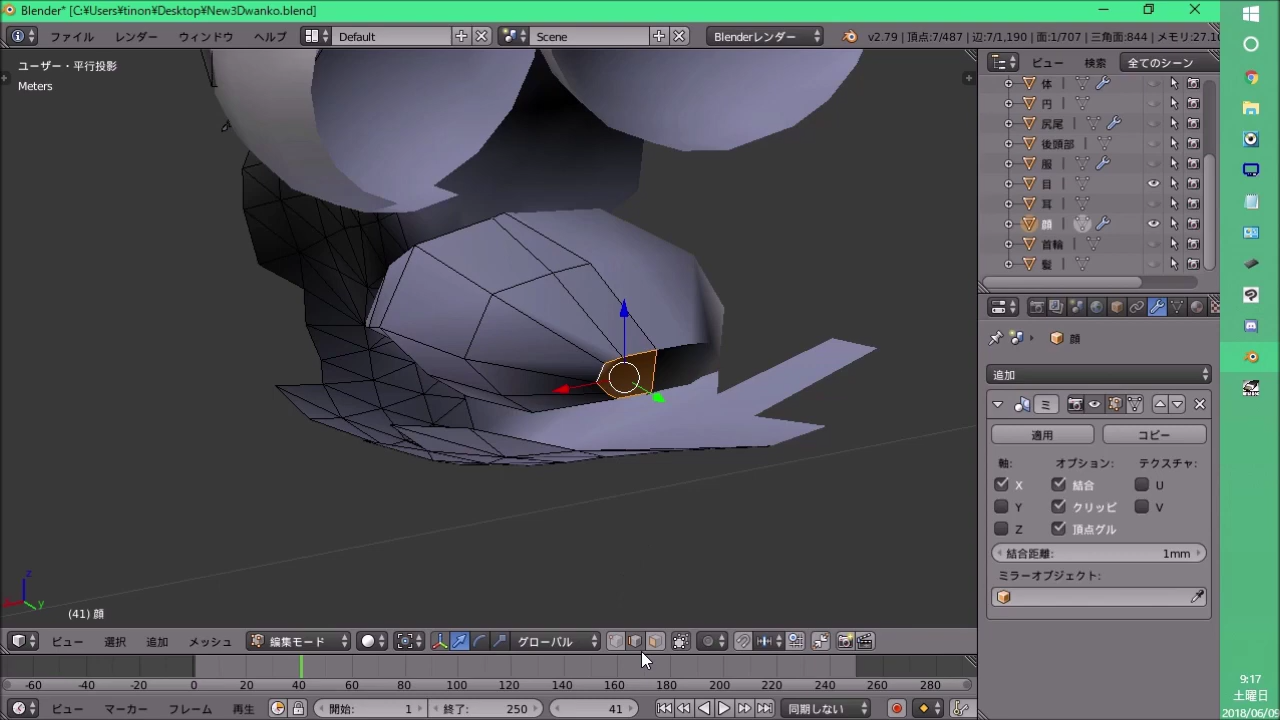 Blender* [C:¥Users¥tinon¥Desktop¥New3Dwanko.blend]
ファイル レンダー ウィンドウ ヘルプ Default Scene Blenderレンダー v2.79 | 頂点:7/487 | 辺:7/1,190 | 面:1/707 | 三角面:844 | メモリ:27.1
ユーザー・平行投影
Meters
ビュー 検索 全てのシーン
体
円
尻尾
後頭部
服
目
耳
顔
首輪
髪
顔
追加
ミ
適用 コピー
軸: オプション: テクスチャ:
X 結合 U
Y クリッピ V
Z 頂点グル
結合距離: 1mm
ミラーオブジェクト:
z
y
(41) 顔
ビュー 選択 追加 メッシュ 編集モード グローバル
-60 -40 -20 0 20 40 60 80 100 120 140 160 180 200 220 240 260 280
ビュー マーカー フレーム 再生 開始: 1 終了: 250 41 同期しない
9:17
土曜日
2018/06/09